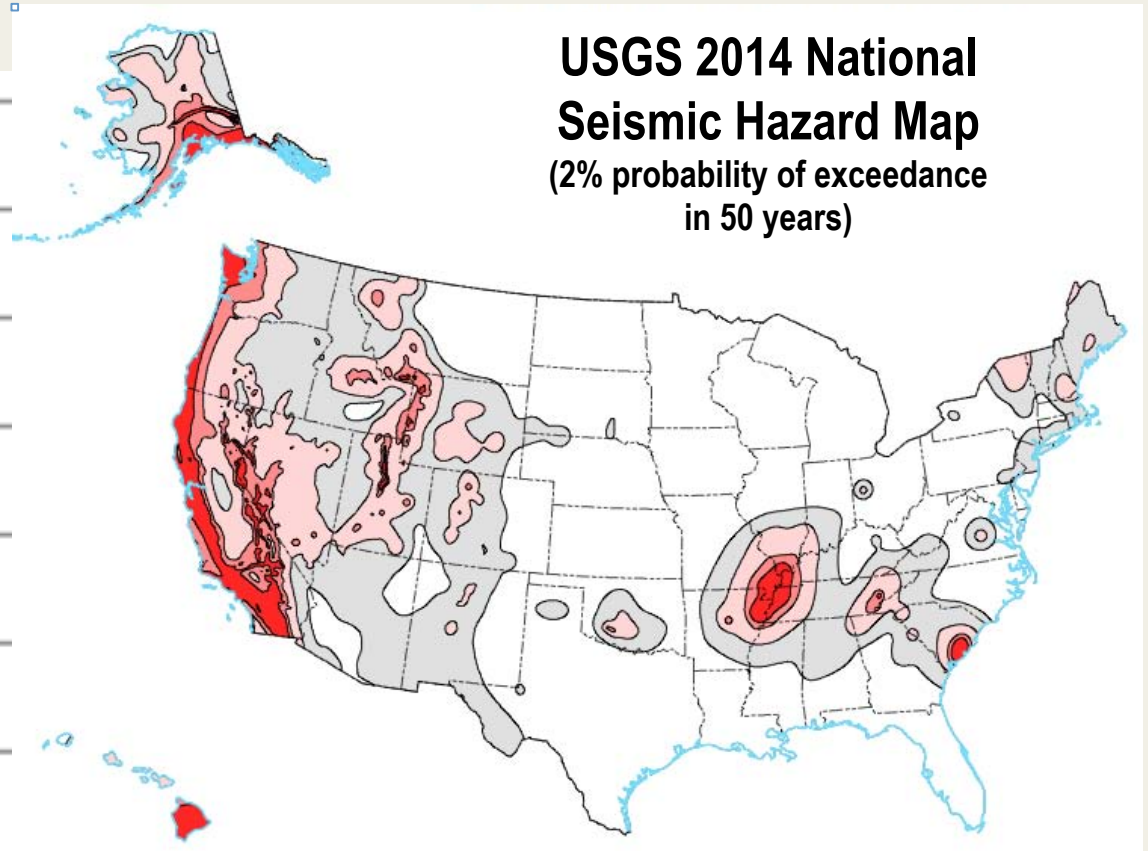 USGS 2014 National
Seismic Hazard Map
(2% probability of exceedance
in 50 years)